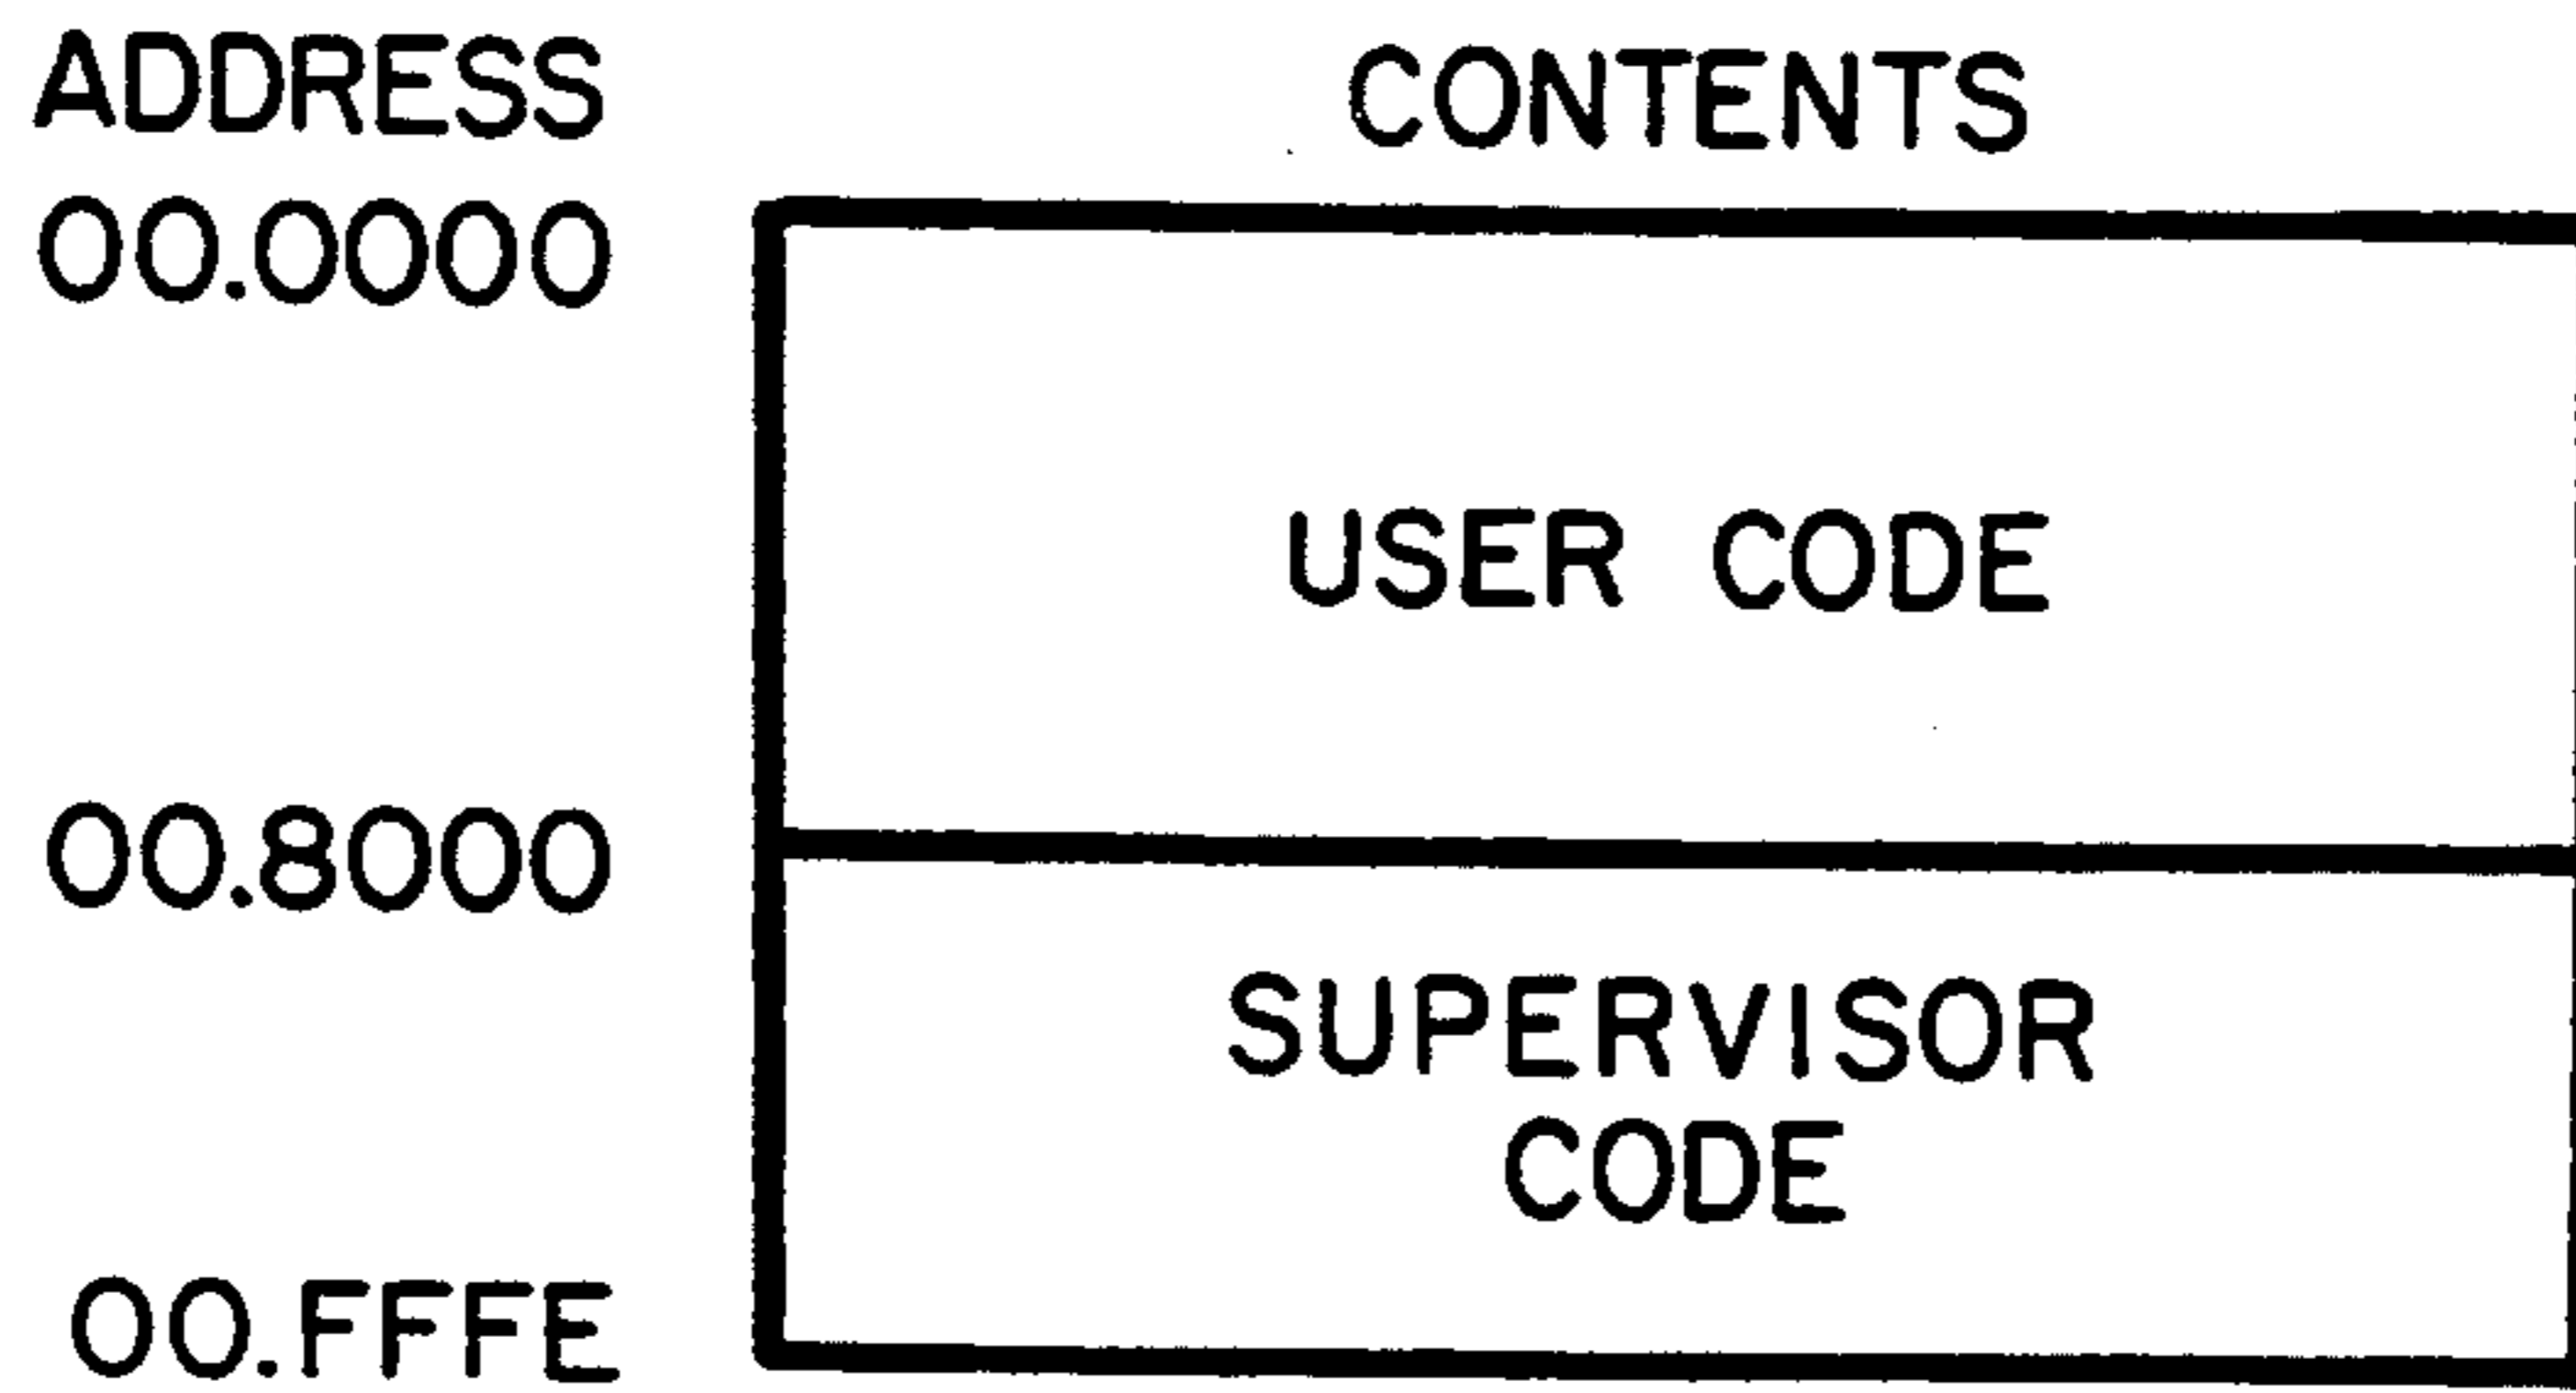 ADDRESS CONTENTS
00.0000
USER CODE
00.8000
SUPERVISOR
CODE
00.FFFE